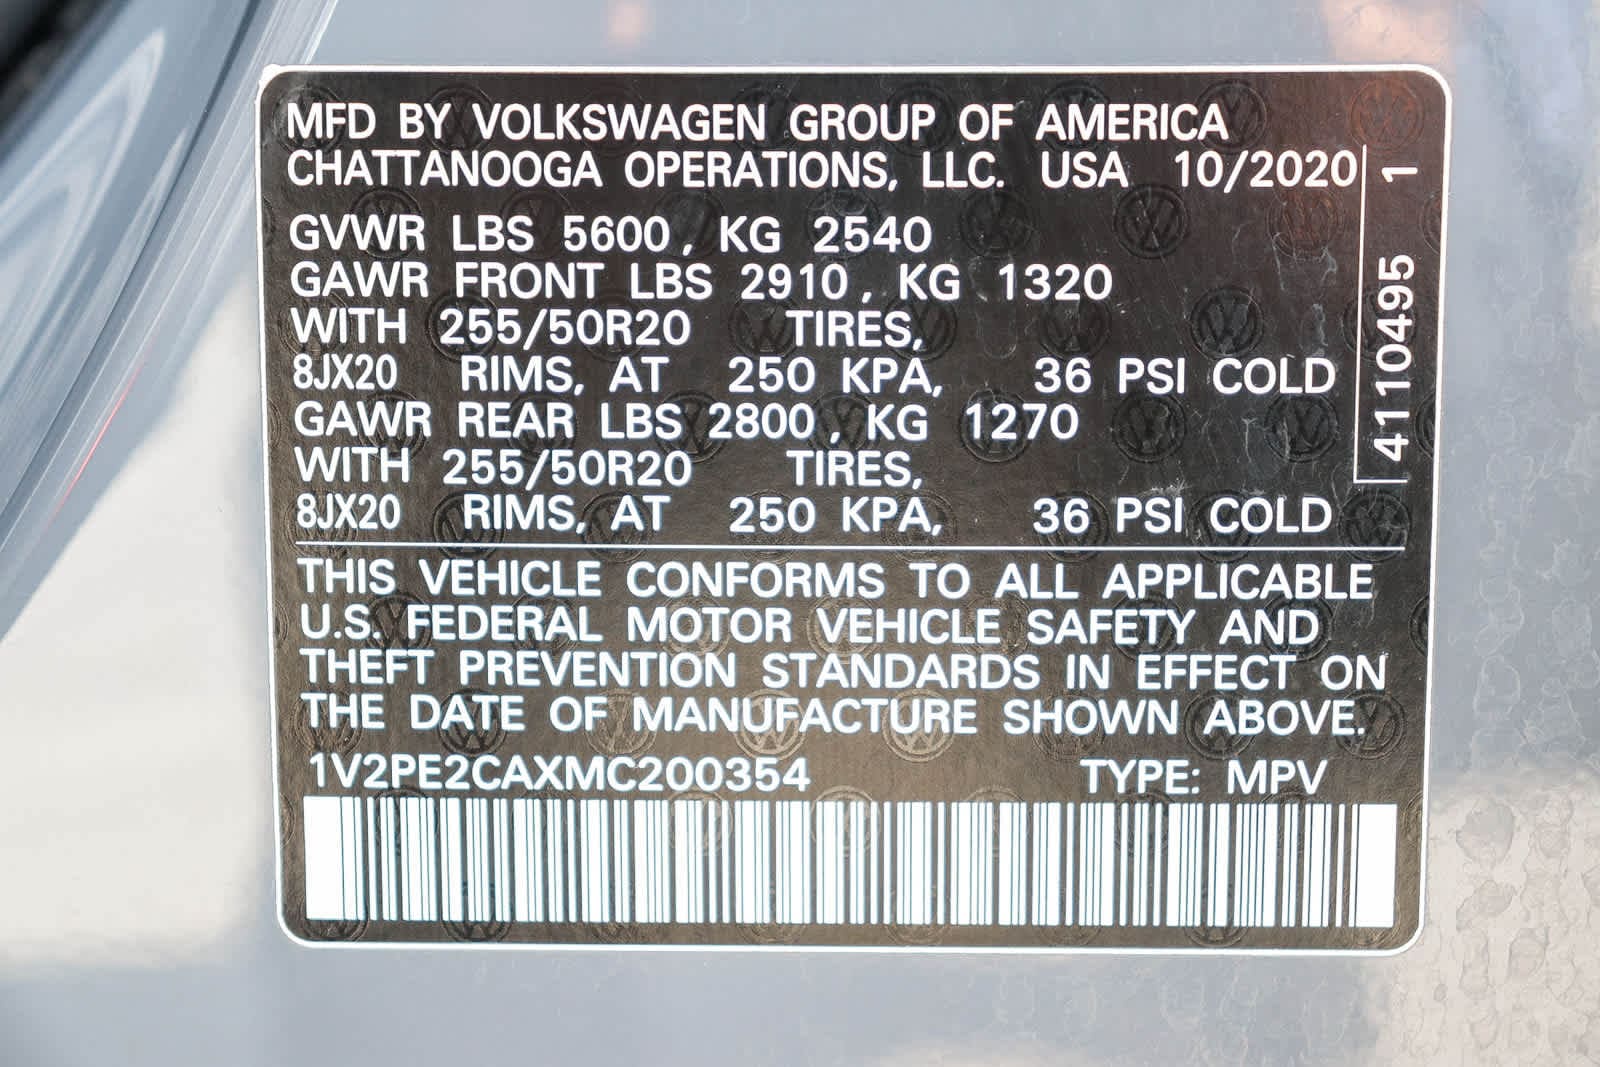 MFD BY VOLKSWAGEN GROUP OF AMERICA
CHATTANOOGA OPERATIONS, LLC. USA 10/2020
GVWR LBS 5600, KG 2540
GAWR FRONT LBS 2910, KG 1320
WITH 255/50R20 TIRES,
8JX20 RIMS, AT 250 KPA, 36 PSI COLD
GAWR REAR LBS 2800, KG 1270
WITH 255/50R20 TIRES,
8JX20 RIMS, AT 250 KPA, 36 PSI COLD
4110495 1
THIS VEHICLE CONFORMS TO ALL APPLICABLE
U.S. FEDERAL MOTOR VEHICLE SAFETY AND
THEFT PREVENTION STANDARDS IN EFFECT ON
THE DATE OF MANUFACTURE SHOWN ABOVE.
1V2PE2CAXMC200354 TYPE: MPV